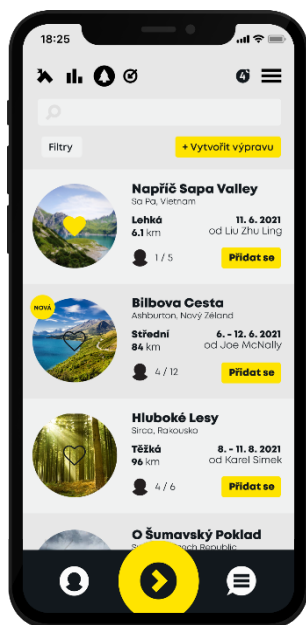 18:25
4
Filtry
+ Vytvořit výpravu
Napříč Sapa Valley
Sa Pa, Vietnam
Lehká
11. 6. 2021
6.1 km
od Liu Zhu Ling
1 / 5
Přidat se
NOVÁ
Bilbova Cesta
Ashburton, Nový Zéland
Střední
6. - 12. 6. 2021
84 km
od Joe McNally
4 / 12
Přidat se
Hluboké Lesy
Sirca, Rakousko
Těžká
8. - 11. 8. 2021
96 km
od Karel Simek
4 / 6
Přidat se
O Šumavský Poklad
Czech Republic